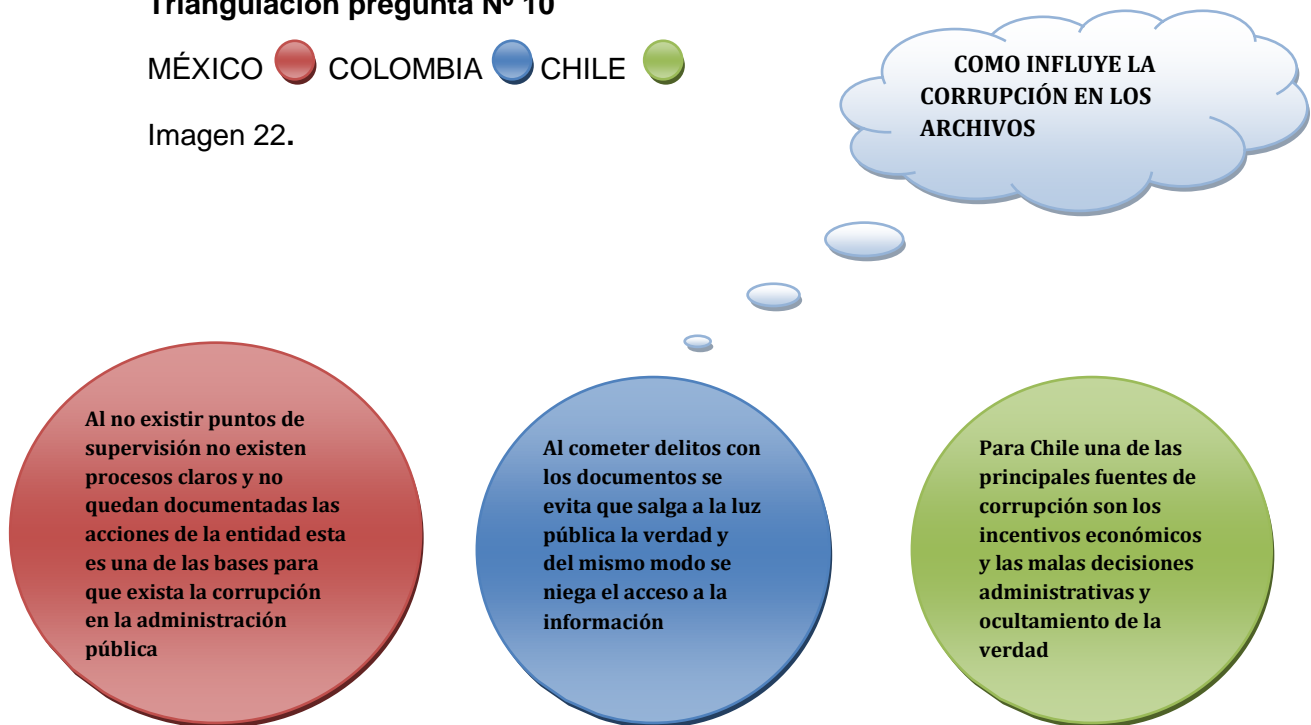 Triangulación pregunta Nº 10
MÉXICO COLOMBIA CHILE
Imagen 22.
COMO INFLUYE LA
CORRUPCIÓN EN LOS
ARCHIVOS
Al no existir puntos de
supervisión no existen
procesos claros y no
quedan documentadas las
acciones de la entidad esta
es una de las bases para
que exista la corrupción
en la administración
pública
Al cometer delitos con
los documentos se
evita que salga a la luz
pública la verdad y
del mismo modo se
niega el acceso a la
información
Para Chile una de las
principales fuentes de
corrupción son los
incentivos económicos
y las malas decisiones
administrativas y
ocultamiento de la
verdad